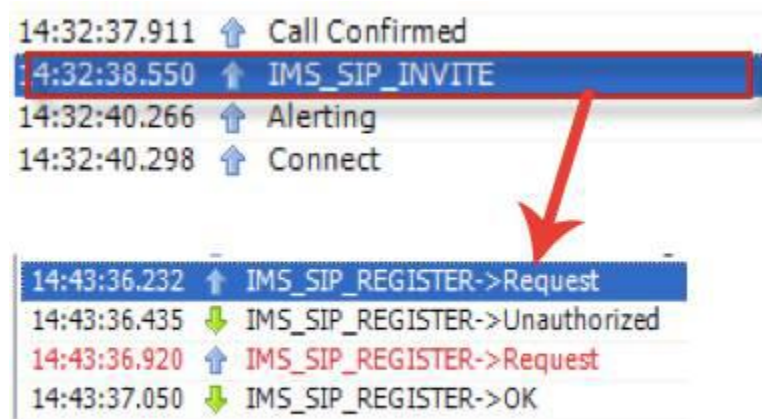 14:32:37.911 Call Confirmed
14:32:38.550 IMS_SIP_INVITE
14:32:40.266 Alerting
14:32:40.298 Connect
14:43:36.232 IMS_SIP_REGISTER->Request
14:43:36.435 IMS_SIP_REGISTER->Unauthorized
14:43:36.920 IMS_SIP_REGISTER->Request
14:43:37.050 IMS_SIP_REGISTER->OK